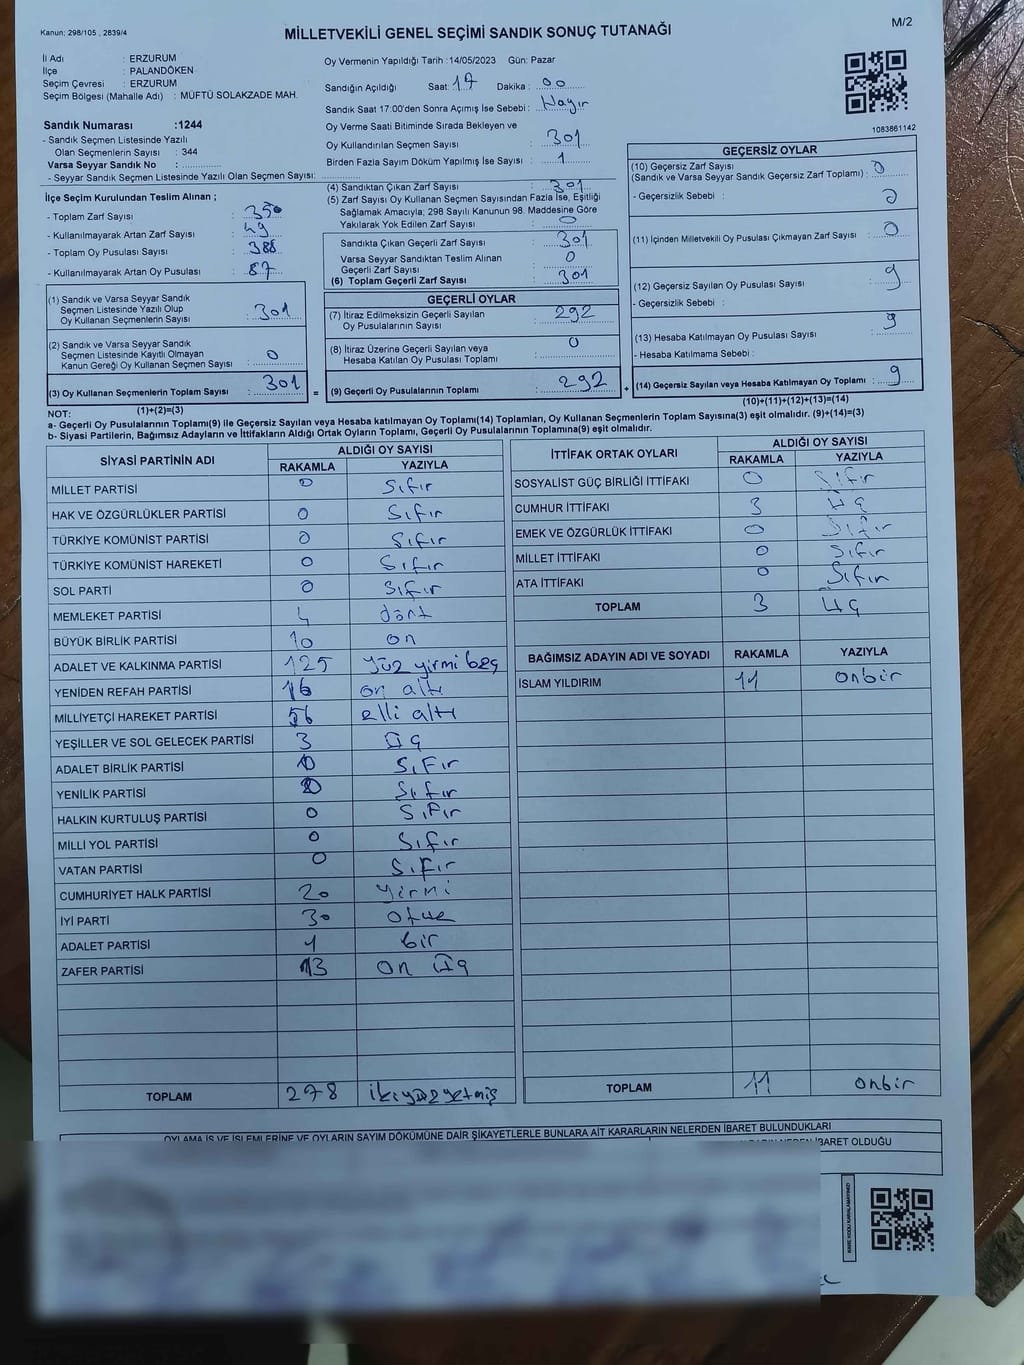 Kanun; 298/105 , 2839/4
MİLLETVEKİLİ GENEL SEÇİMİ SANDIK SONUÇ TUTANAĞI
M/2
İl Adı : ERZURUM
İlçe : PALANDÖKEN
Seçim Çevresi : ERZURUM
Seçim Bölgesi (Mahalle Adı) : MÜFTÜ SOLAKZADE MAH.
Sandık Numarası :1244
- Sandık Seçmen Listesinde Yazılı
Olan Seçmenlerin Sayısı : 344
Varsa Seyyar Sandık No :
- Seyyar Sandık Seçmen Listesinde Yazılı Olan Seçmen Sayısı:
Oy Vermenin Yapıldığı Tarih :14/05/2023 Gün: Pazar
Sandığın Açıldığı Saat: 17 Dakika : 00
Sandık Saat 17:00'den Sonra Açımış İse Sebebi : Hayır
Oy Verme Saati Bitiminde Sırada Bekleyen ve
Oy Kullandırılan Seçmen Sayısı : 301
Birden Fazla Sayım Döküm Yapılmış İse Sayısı : 1
1083861142
İlçe Seçim Kurulundan Teslim Alınan ;
- Toplam Zarf Sayısı : 350
- Kullanılmayarak Artan Zarf Sayısı : 49
- Toplam Oy Pusulası Sayısı : 388
- Kullanılmayarak Artan Oy Pusulası : 87
(1) Sandık ve Varsa Seyyar Sandık
Seçmen Listesinde Yazılı Olup
Oy Kullanan Seçmenlerin Sayısı : 301
(2) Sandık ve Varsa Seyyar Sandık
Seçmen Listesinde Kayıtlı Olmayan
Kanun Gereği Oy Kullanan Seçmen Sayısı : 0
(3) Oy Kullanan Seçmenlerin Toplam Sayısı : 301 =
(1)+(2)=(3)
(4) Sandıktan Çıkan Zarf Sayısı : 301
(5) Zarf Sayısı Oy Kullanan Seçmen Sayısından Fazla İse, Eşitliği
Sağlamak Amacıyla; 298 Sayılı Kanunun 98. Maddesine Göre
Yakılarak Yok Edilen Zarf Sayısı : 0
Sandıkta Çıkan Geçerli Zarf Sayısı : 301
Varsa Seyyar Sandıktan Teslim Alınan
Geçerli Zarf Sayısı : 0
(6) Toplam Geçerli Zarf Sayısı : 301
GEÇERLİ OYLAR
(7) İtiraz Edilmeksizin Geçerli Sayılan
Oy Pusulalarının Sayısı : 292
(8) İtiraz Üzerine Geçerli Sayılan veya
Hesaba Katılan Oy Pusulası Toplamı : 0
(9) Geçerli Oy Pusulalarının Toplamı : 292 +
GEÇERSİZ OYLAR
(10) Geçersiz Zarf Sayısı
(Sandık ve Varsa Seyyar Sandık Geçersiz Zarf Toplamı) : 0
- Geçersizlik Sebebi : 0
(11) İçinden Milletvekili Oy Pusulası Çıkmayan Zarf Sayısı : 0
(12) Geçersiz Sayılan Oy Pusulası Sayısı : 9
- Geçersizlik Sebebi :
(13) Hesaba Katılmayan Oy Pusulası Sayısı : 9
- Hesaba Katılmama Sebebi :
(14) Geçersiz Sayılan veya Hesaba Katılmayan Oy Toplamı : 9
(10)+(11)+(12)+(13)=(14)
NOT:
a- Geçerli Oy Pusulalarının Toplamı(9) ile Geçersiz Sayılan veya Hesaba katılmayan Oy Toplamı(14) Toplamları, Oy Kullanan Seçmenlerin Toplam Sayısına(3) eşit olmalıdır. (9)+(14)=(3)
b- Siyasi Partilerin, Bağımsız Adayların ve İttifakların Aldığı Ortak Oyların Toplamı, Geçerli Oy Pusulalarının Toplamına(9) eşit olmalıdır.
SİYASİ PARTİNİN ADI ALDIĞI OY SAYISI
RAKAMLA YAZIYLA
MİLLET PARTİSİ 0 Sıfır
HAK VE ÖZGÜRLÜKLER PARTİSİ 0 Sıfır
TÜRKİYE KOMÜNİST PARTİSİ 0 Sıfır
TÜRKİYE KOMÜNİST HAREKETİ 0 Sıfır
SOL PARTİ 0 Sıfır
MEMLEKET PARTİSİ 4 dört
BÜYÜK BİRLİK PARTİSİ 10 on
ADALET VE KALKINMA PARTİSİ 125 yüz yirmi beş
YENİDEN REFAH PARTİSİ 16 on altı
MİLLİYETÇİ HAREKET PARTİSİ 56 elli altı
YEŞİLLER VE SOL GELECEK PARTİSİ 3 üç
ADALET BİRLİK PARTİSİ 0 Sıfır
YENİLİK PARTİSİ 0 Sıfır
HALKIN KURTULUŞ PARTİSİ 0 Sıfır
MİLLİ YOL PARTİSİ 0 Sıfır
VATAN PARTİSİ 0 Sıfır
CUMHURİYET HALK PARTİSİ 20 yirmi
İYİ PARTİ 30 otuz
ADALET PARTİSİ 1 bir
ZAFER PARTİSİ 13 on üç
TOPLAM 278 ikiyüzyetmiş
İTTİFAK ORTAK OYLARI ALDIĞI OY SAYISI
RAKAMLA YAZIYLA
SOSYALİST GÜÇ BİRLİĞİ İTTİFAKI 0 Sıfır
CUMHUR İTTİFAKI 3 üç
EMEK VE ÖZGÜRLÜK İTTİFAKI 0 Sıfır
MİLLET İTTİFAKI 0 Sıfır
ATA İTTİFAKI 0 Sıfır
TOPLAM 3 üç
BAĞIMSIZ ADAYIN ADI VE SOYADI RAKAMLA YAZIYLA
İSLAM YILDIRIM 11 onbir
TOPLAM 11 onbir
OYLAMA İŞ VE İŞLEMLERİNE VE OYLARIN SAYIM DÖKÜMÜNE DAİR ŞİKAYETLERLE BUNLARA AİT KARARLARIN NELERDEN İBARET BULUNDUKLARI
NEDEN İBARET OLDUĞU
KARE KODU KARALAMAYINIZ!